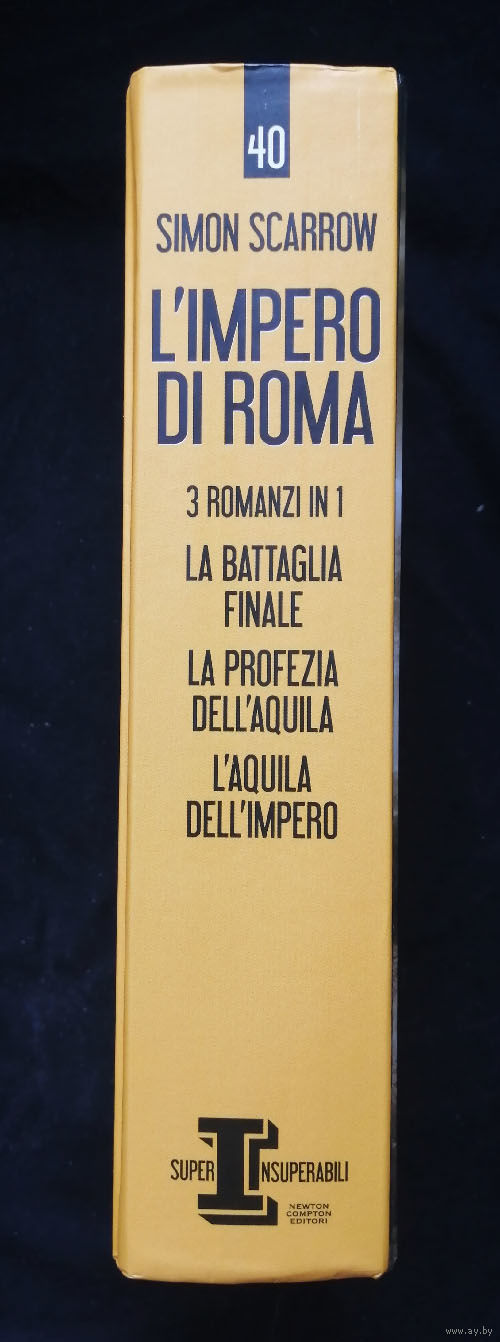 40
SIMON SCARROW
L'IMPERO
DI ROMA
3 ROMANZI IN 1
LA BATTAGLIA
FINALE
LA PROFEZIA
DELL'AQUILA
L'AQUILA
DELL'IMPERO
SUPER INSUPERABILI
NEWTON
COMPTON
EDITORI
www.ay.by